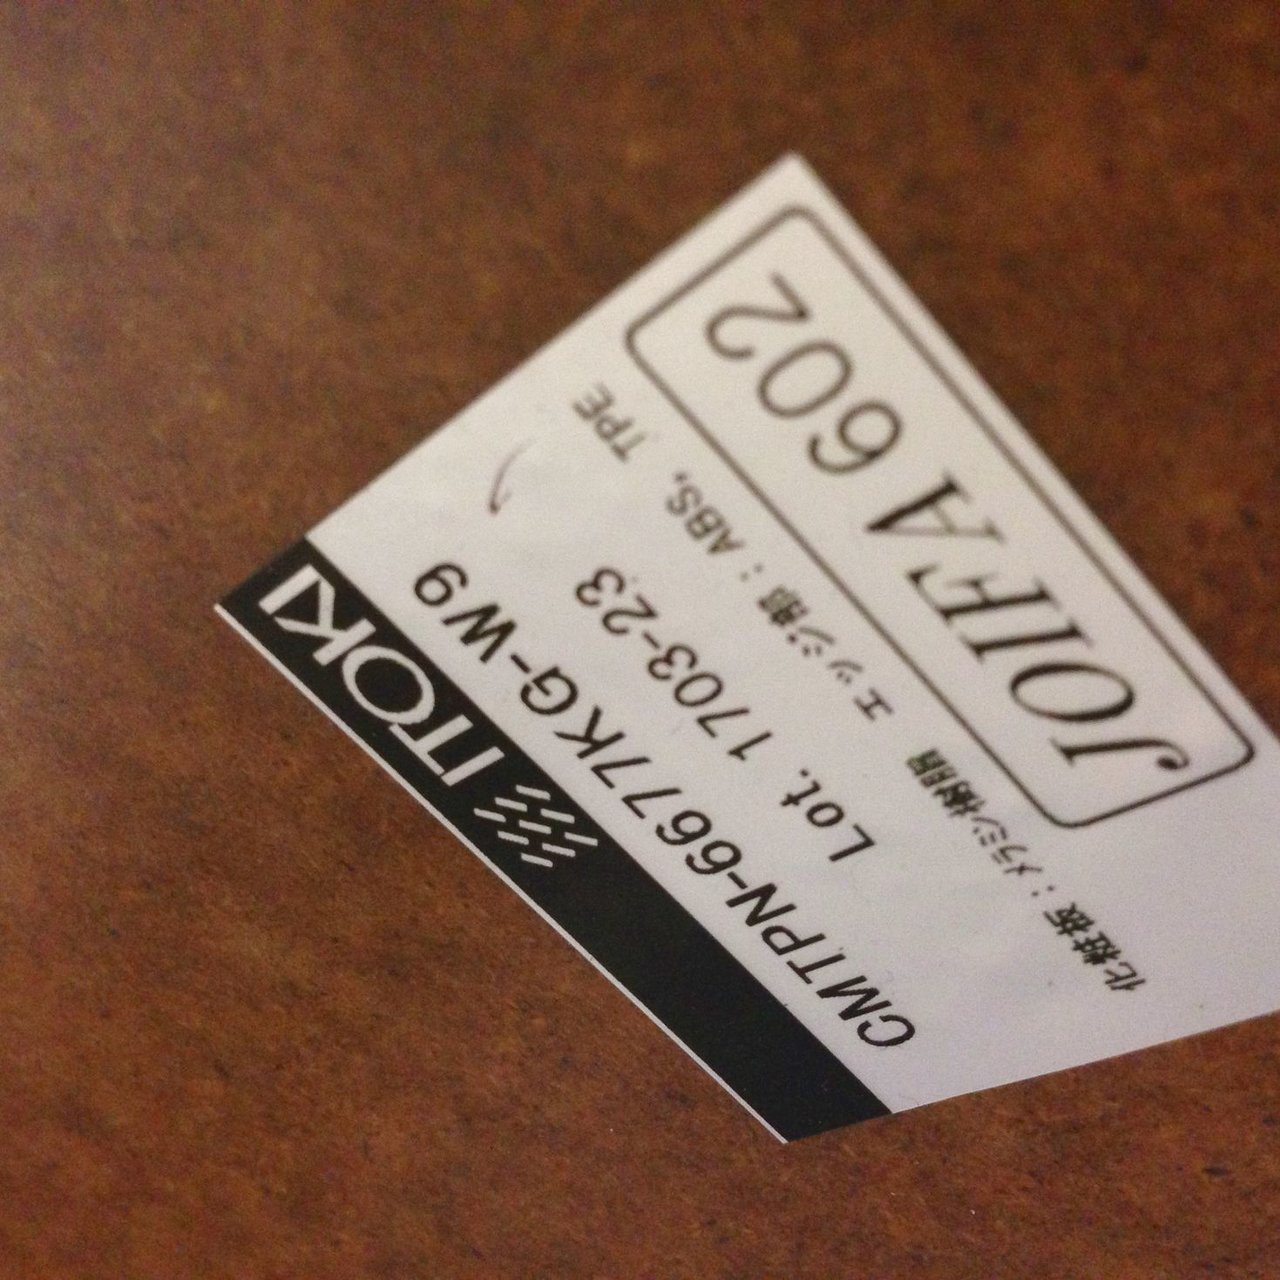 ITOKI
CMTPN-6677KG-W9
Lot. 1703-23
化粧板：メラミン樹脂 エッジ部：ABS, TPE
JOIFA 602